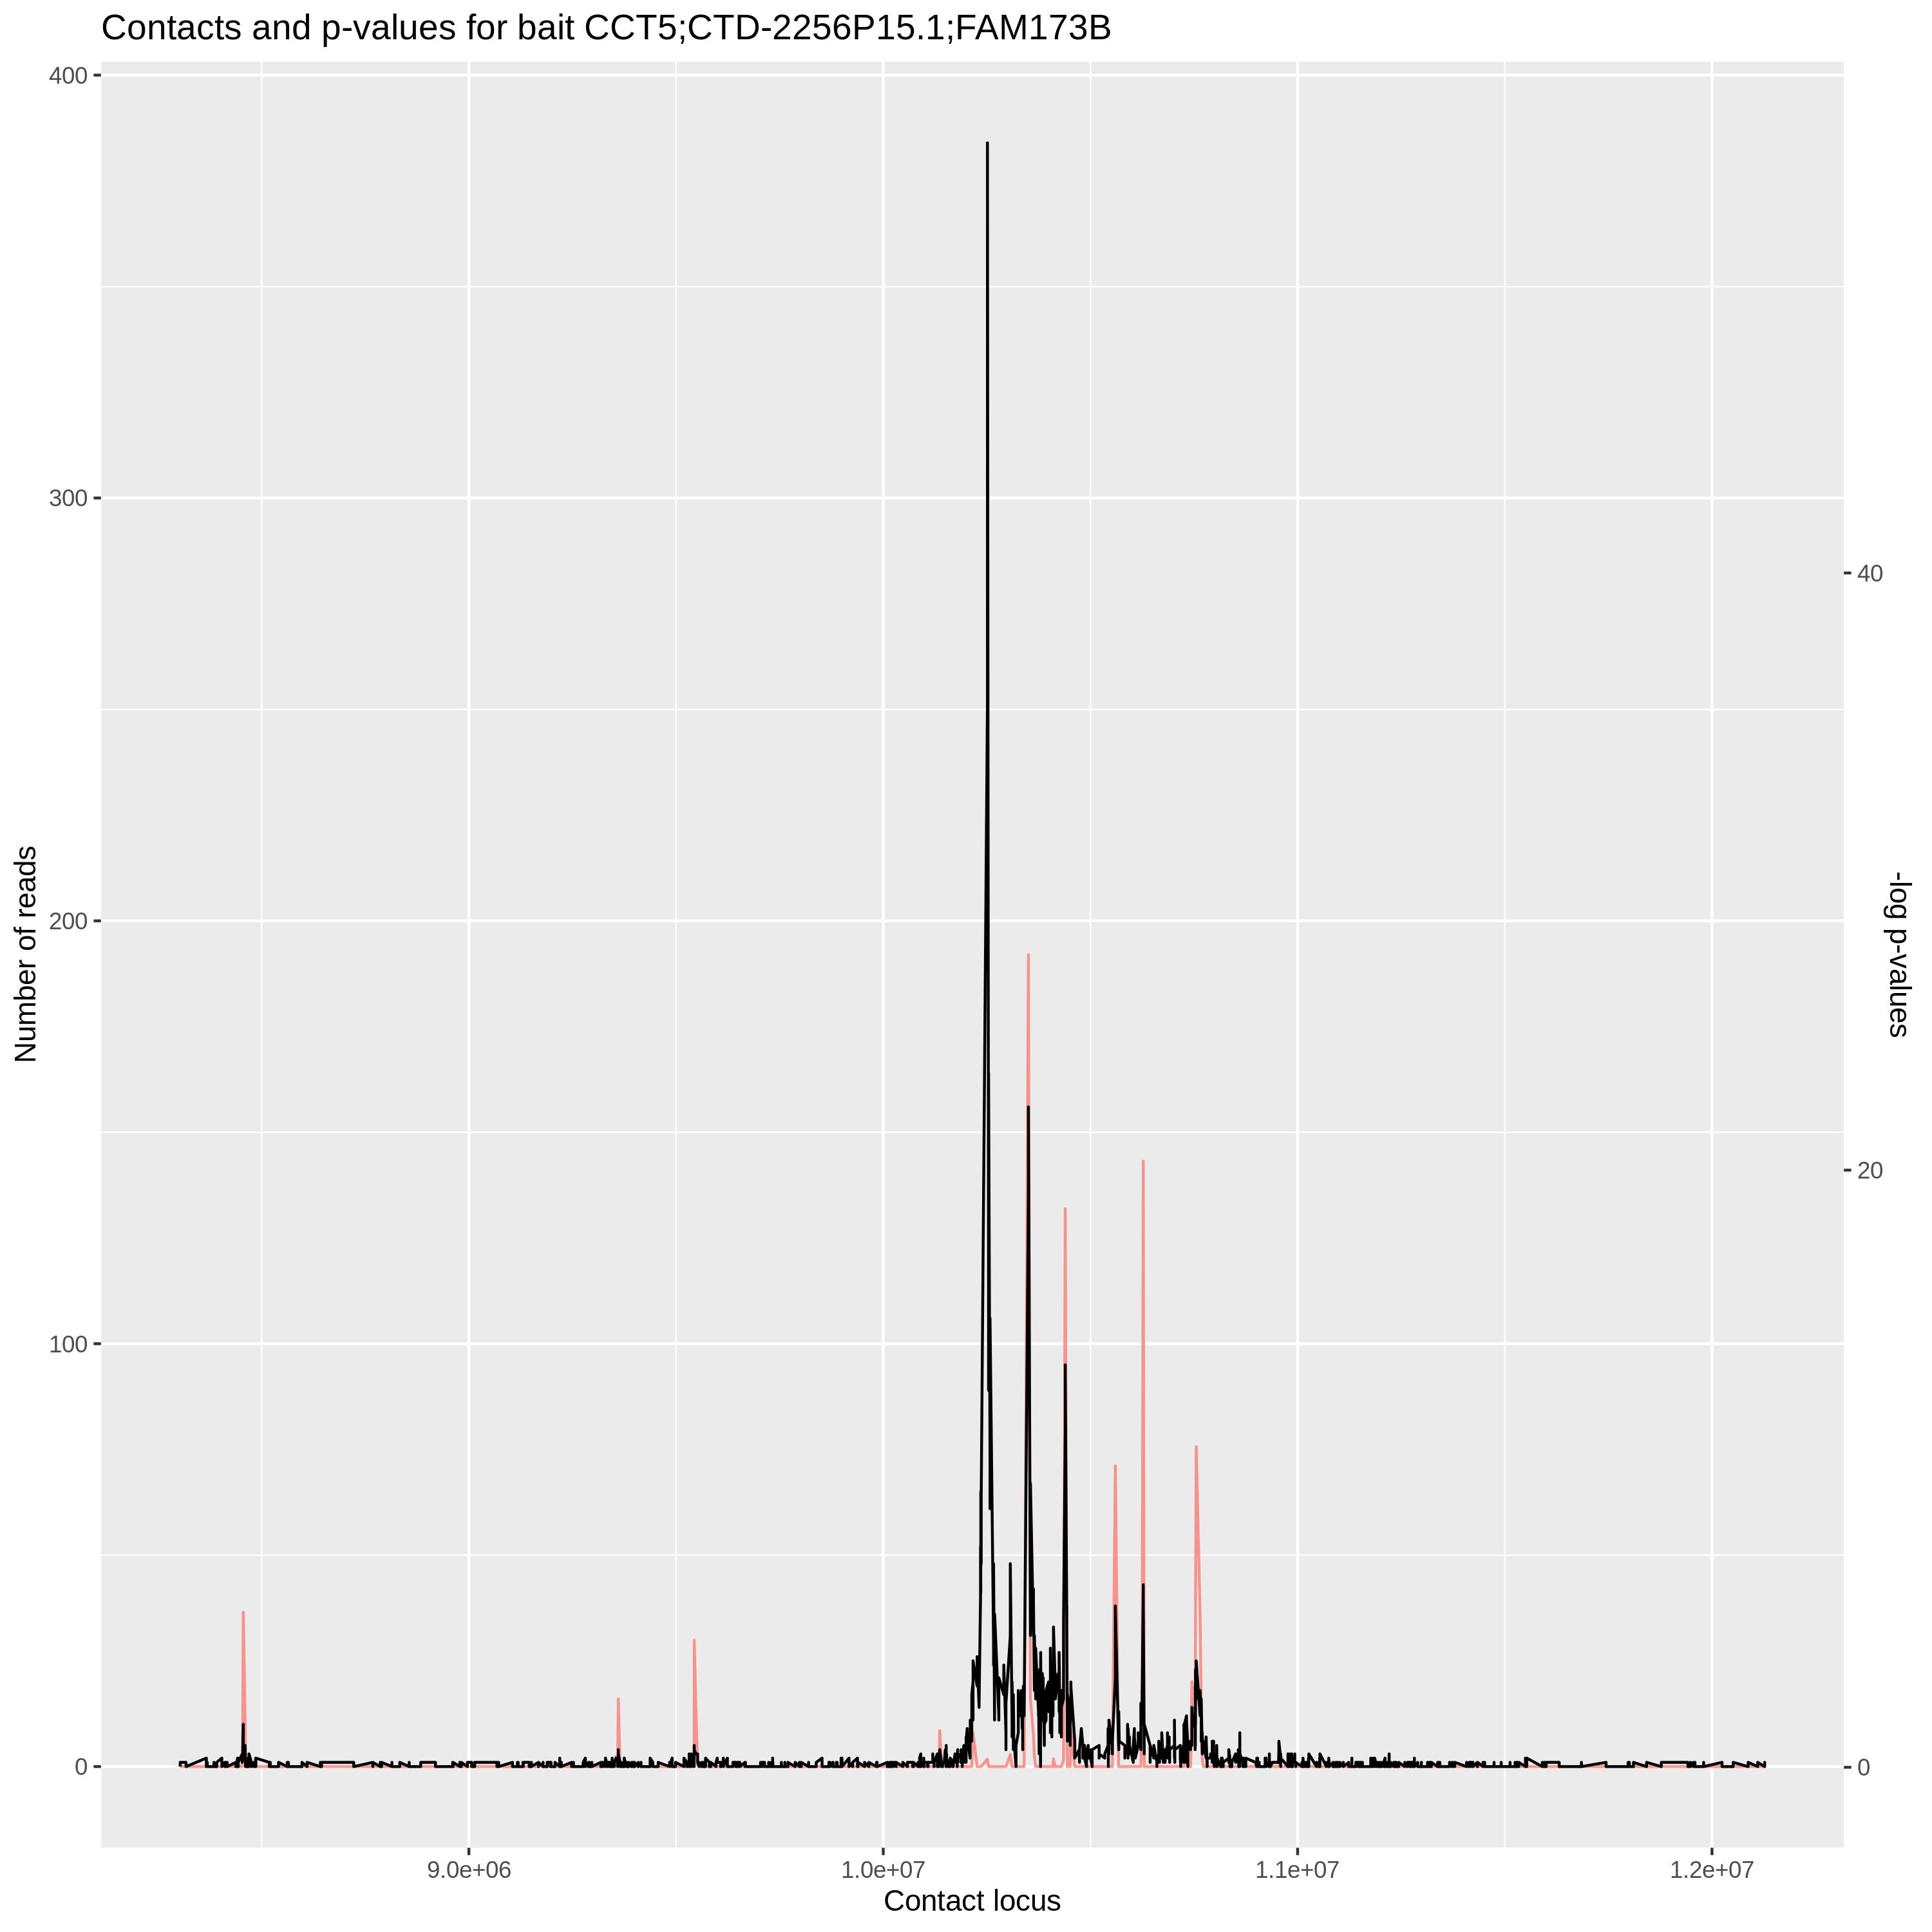 Contacts and p-values for bait CCT5;CTD-2256P15.1;FAM173B
400
300
200
100
0
Number of reads
40
20
0
-log p-values
9.0e+06
1.0e+07
1.1e+07
1.2e+07
Contact locus